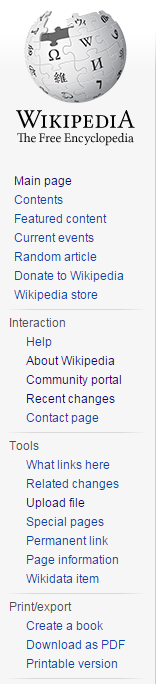 Ω
W
И
維
WIKIPEDIA
The Free Encyclopedia
Main page
Contents
Featured content
Current events
Random article
Donate to Wikipedia
Wikipedia store
Interaction
Help
About Wikipedia
Community portal
Recent changes
Contact page
Tools
What links here
Related changes
Upload file
Special pages
Permanent link
Page information
Wikidata item
Print/export
Create a book
Download as PDF
Printable version